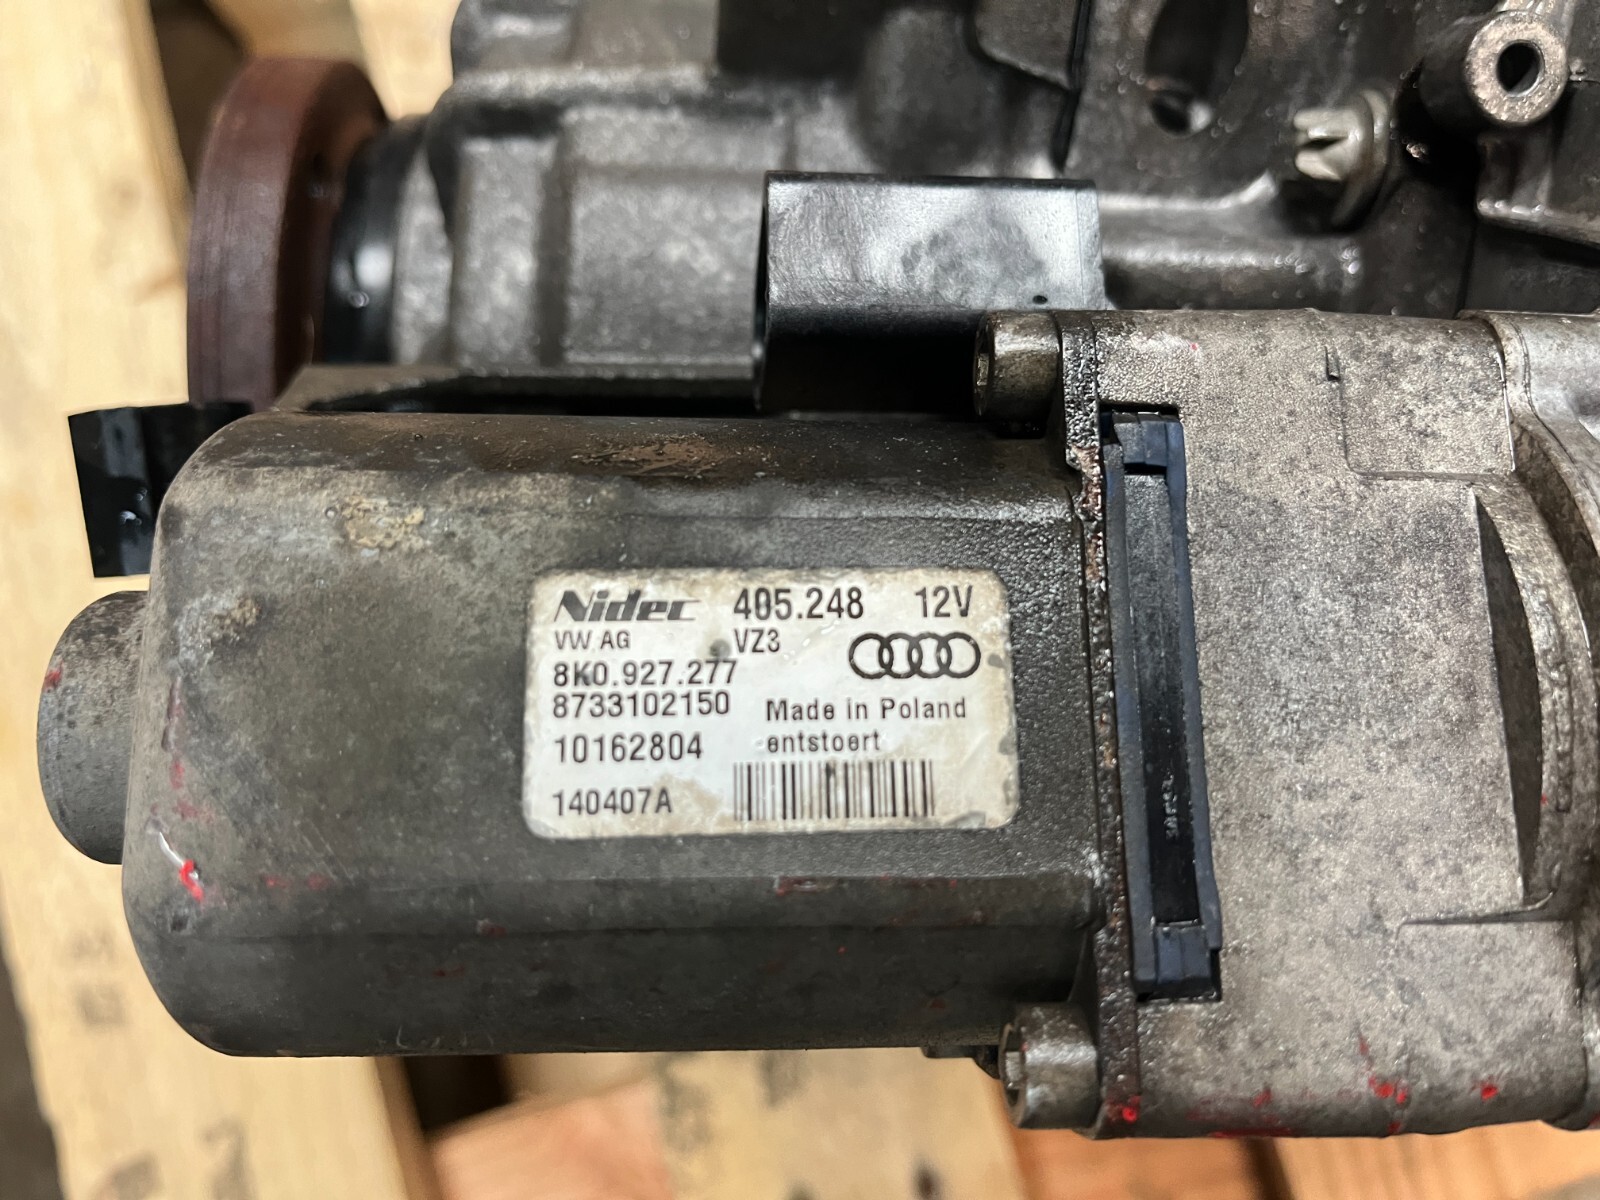 Nidec 405.248 12V
VW AG VZ3
8K0.927.277
8733102150 Made in Poland
10162804 entstoert
140407A